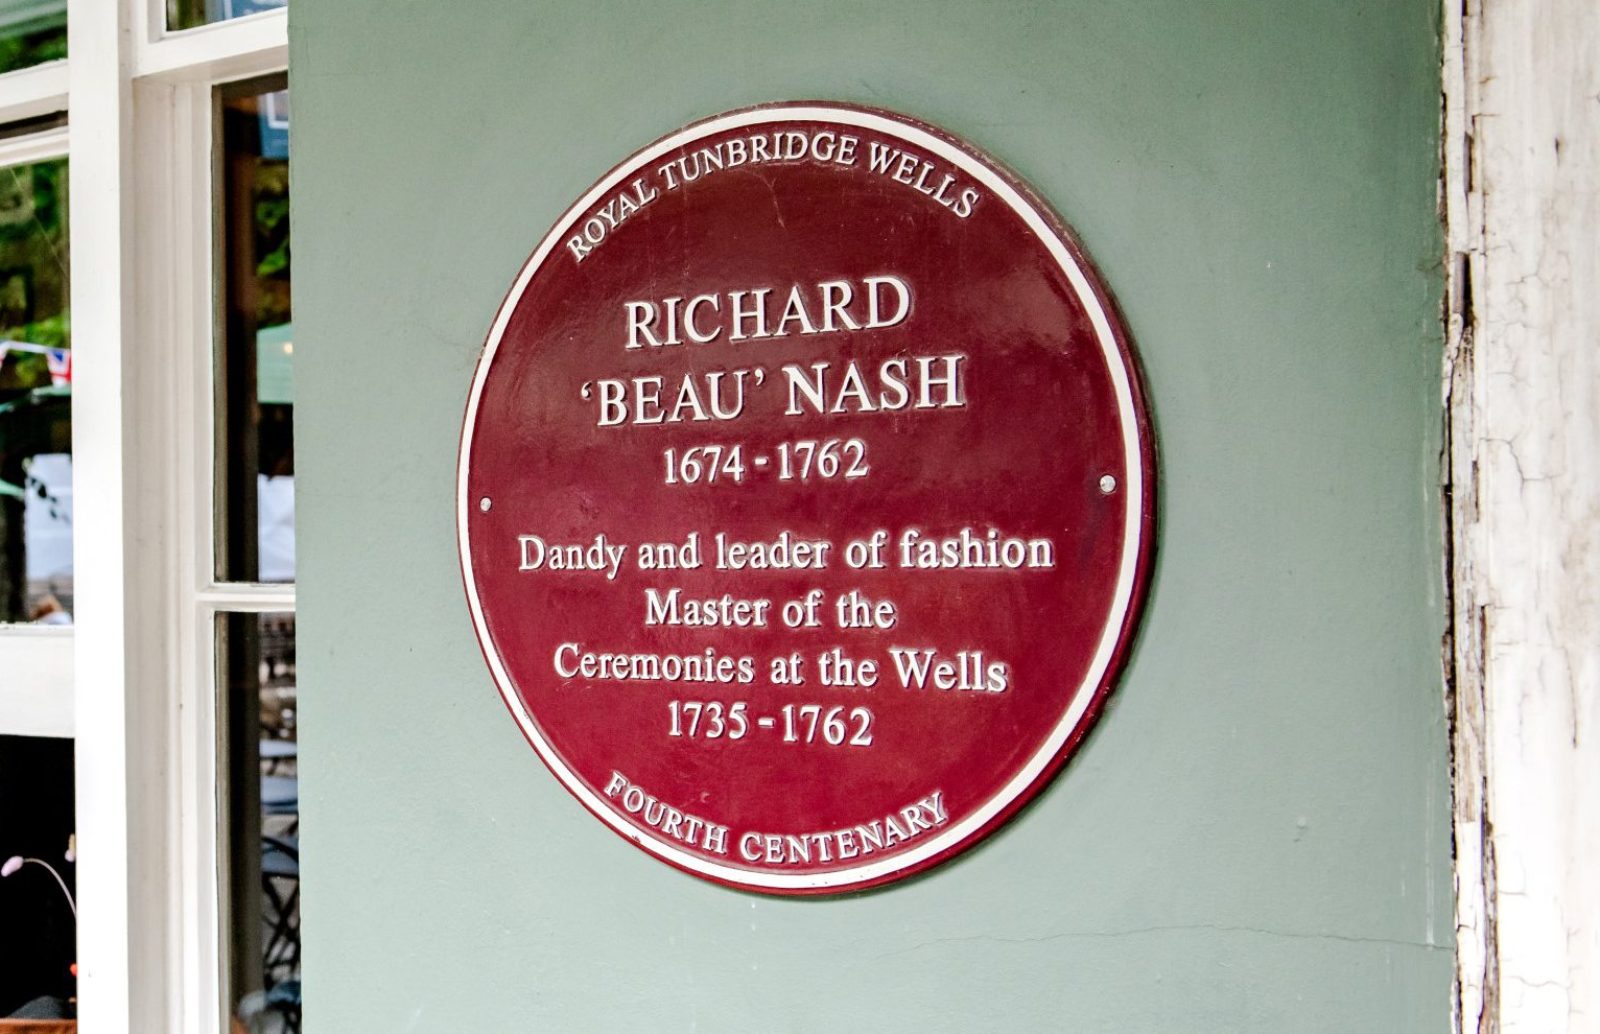 ROYAL TUNBRIDGE WELLS
RICHARD
‘BEAU’ NASH
1674 - 1762
Dandy and leader of fashion
Master of the
Ceremonies at the Wells
1735 - 1762
FOURTH CENTENARY